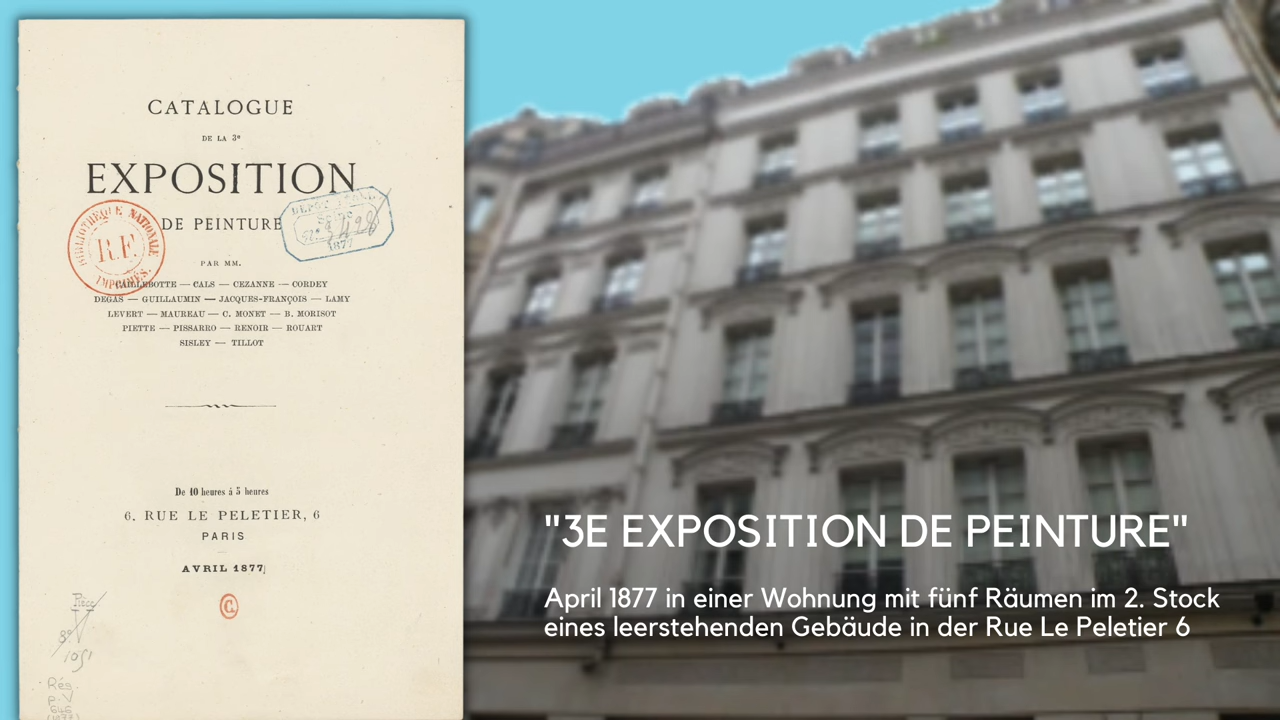 CATALOGUE
DE LA 3e
EXPOSITION
DE PEINTURE
BIBLIOTHÈQUE NATIONALE
R.F.
IMPRIMÉS.
1877
PAR MM.
CAILLEBOTTE — CALS — CEZANNE — CORDEY
DEGAS — GUILLAUMIN — JACQUES-FRANÇOIS — LAMY
LEVERT — MAUREAU — C. MONET — B. MORISOT
PIETTE — PISSARRO — RENOIR — ROUART
SISLEY — TILLOT
De 10 heures á 5 heures
6, RUE LE PELETIER, 6
PARIS
AVRIL 1877
"3E EXPOSITION DE PEINTURE"
April 1877 in einer Wohnung mit fünf Räumen im 2. Stock
eines leerstehenden Gebäude in der Rue Le Peletier 6